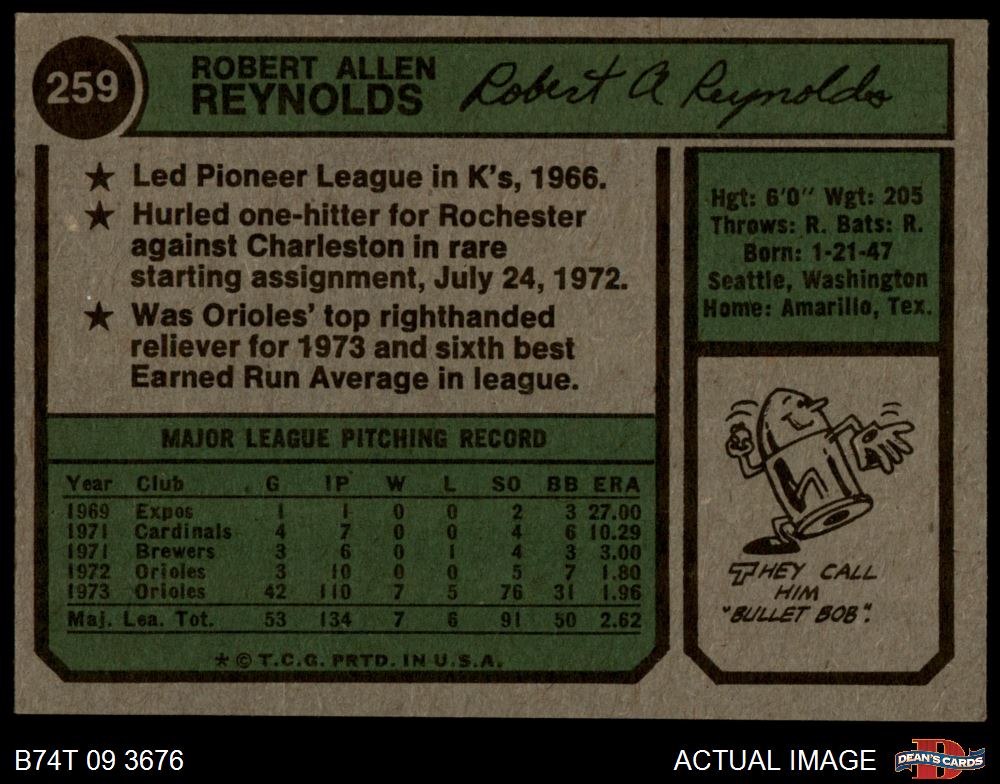 259
ROBERT ALLEN
REYNOLDS
Robert A Reynolds
★ Led Pioneer League in K's, 1966.
★ Hurled one-hitter for Rochester
against Charleston in rare
starting assignment, July 24, 1972.
★ Was Orioles' top righthanded
reliever for 1973 and sixth best
Earned Run Average in league.
Hgt: 6'0" Wgt: 205
Throws: R. Bats: R.
Born: 1-21-47
Seattle, Washington
Home: Amarillo, Tex.
MAJOR LEAGUE PITCHING RECORD
Year Club G IP W L SO BB ERA
1969 Expos 1 1 0 0 2 3 27.00
1971 Cardinals 4 7 0 0 4 6 10.29
1971 Brewers 3 6 0 1 4 3 3.00
1972 Orioles 3 10 0 0 5 7 1.80
1973 Orioles 42 110 7 5 76 31 1.96
Maj. Lea. Tot. 53 134 7 6 91 50 2.62
★ © T.C.G. PRTD. IN U.S.A.
THEY CALL
HIM
"BULLET BOB".
B74T 09 3676
ACTUAL IMAGE
DEAN'S CARDS